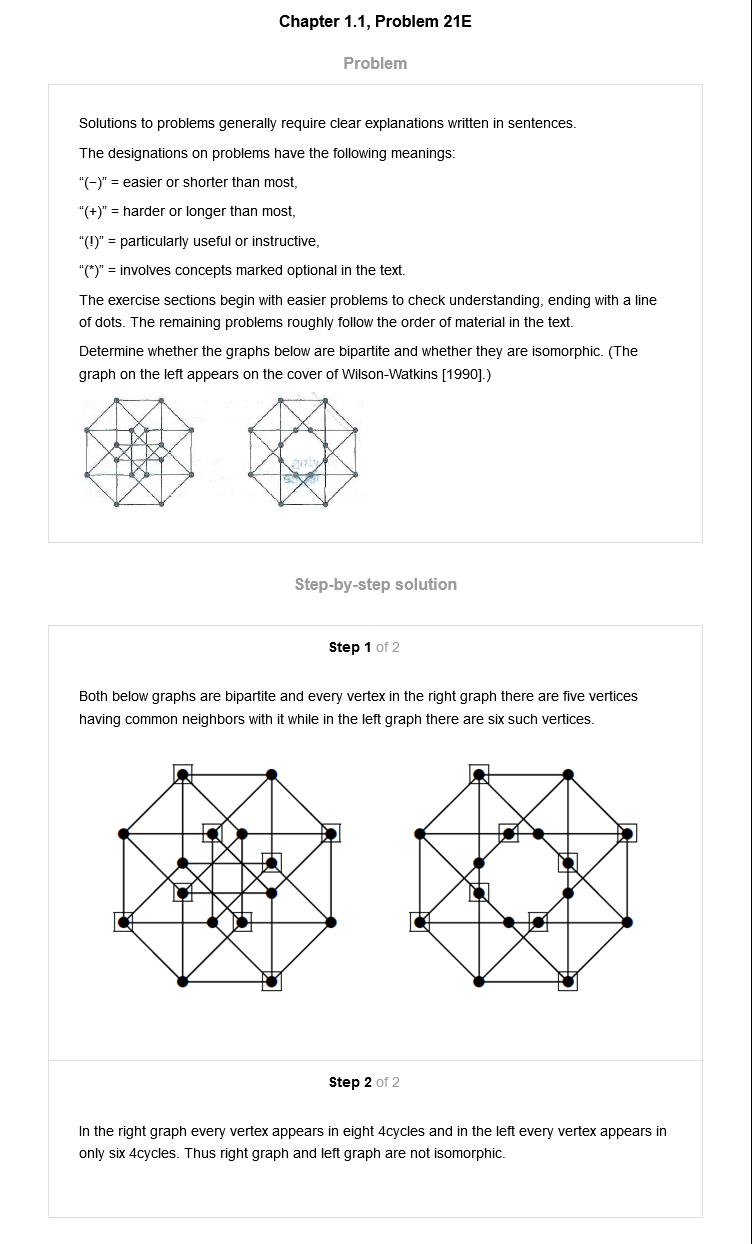 Chapter 1.1, Problem 21E
Problem
Solutions to problems generally require clear explanations written in sentences.
The designations on problems have the following meanings:
“(−)” = easier or shorter than most,
“(+)” = harder or longer than most,
“(!)” = particularly useful or instructive,
“(*)” = involves concepts marked optional in the text.
The exercise sections begin with easier problems to check understanding, ending with a line
of dots. The remaining problems roughly follow the order of material in the text.
Determine whether the graphs below are bipartite and whether they are isomorphic. (The
graph on the left appears on the cover of Wilson-Watkins [1990].)
Step-by-step solution
Step 1 of 2
Both below graphs are bipartite and every vertex in the right graph there are five vertices
having common neighbors with it while in the left graph there are six such vertices.
Step 2 of 2
In the right graph every vertex appears in eight 4cycles and in the left every vertex appears in
only six 4cycles. Thus right graph and left graph are not isomorphic.